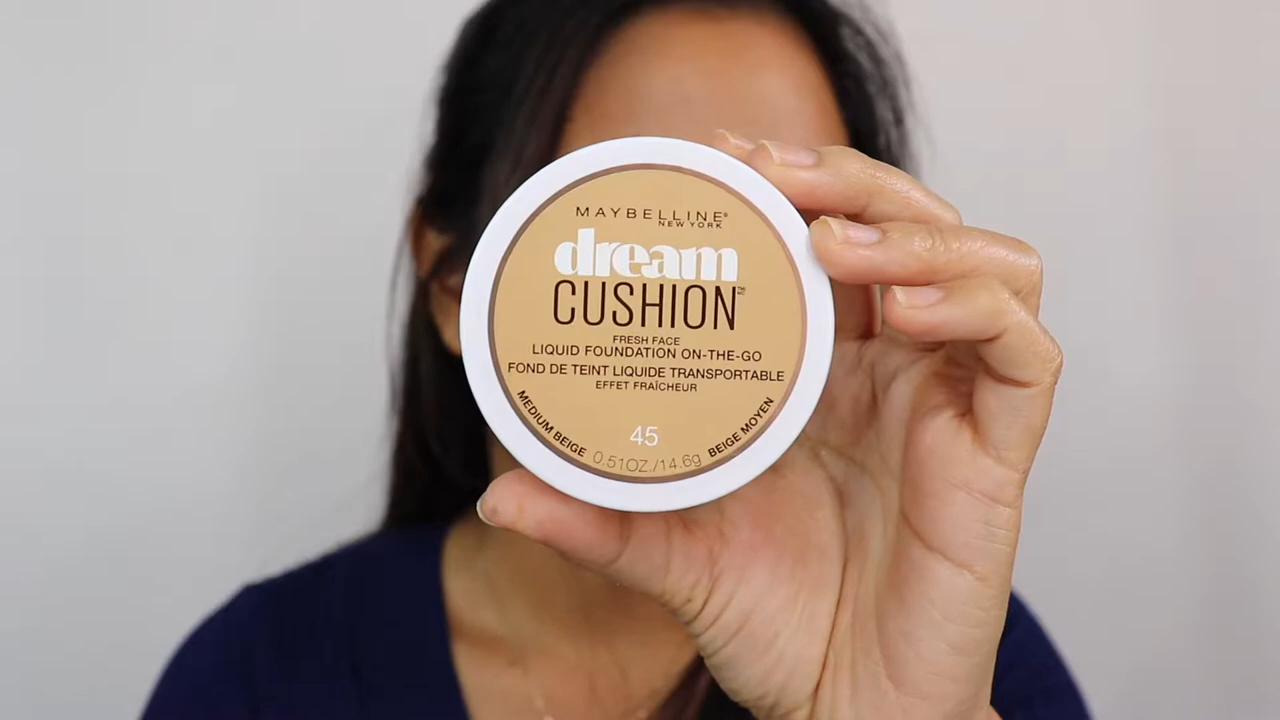 MAYBELLINE®
NEW YORK
dream
CUSHION™
FRESH FACE
LIQUID FOUNDATION ON-THE-GO
FOND DE TEINT LIQUIDE TRANSPORTABLE
EFFET FRAÎCHEUR
MEDIUM BEIGE
45
BEIGE MOYEN
0.51OZ./14.6g